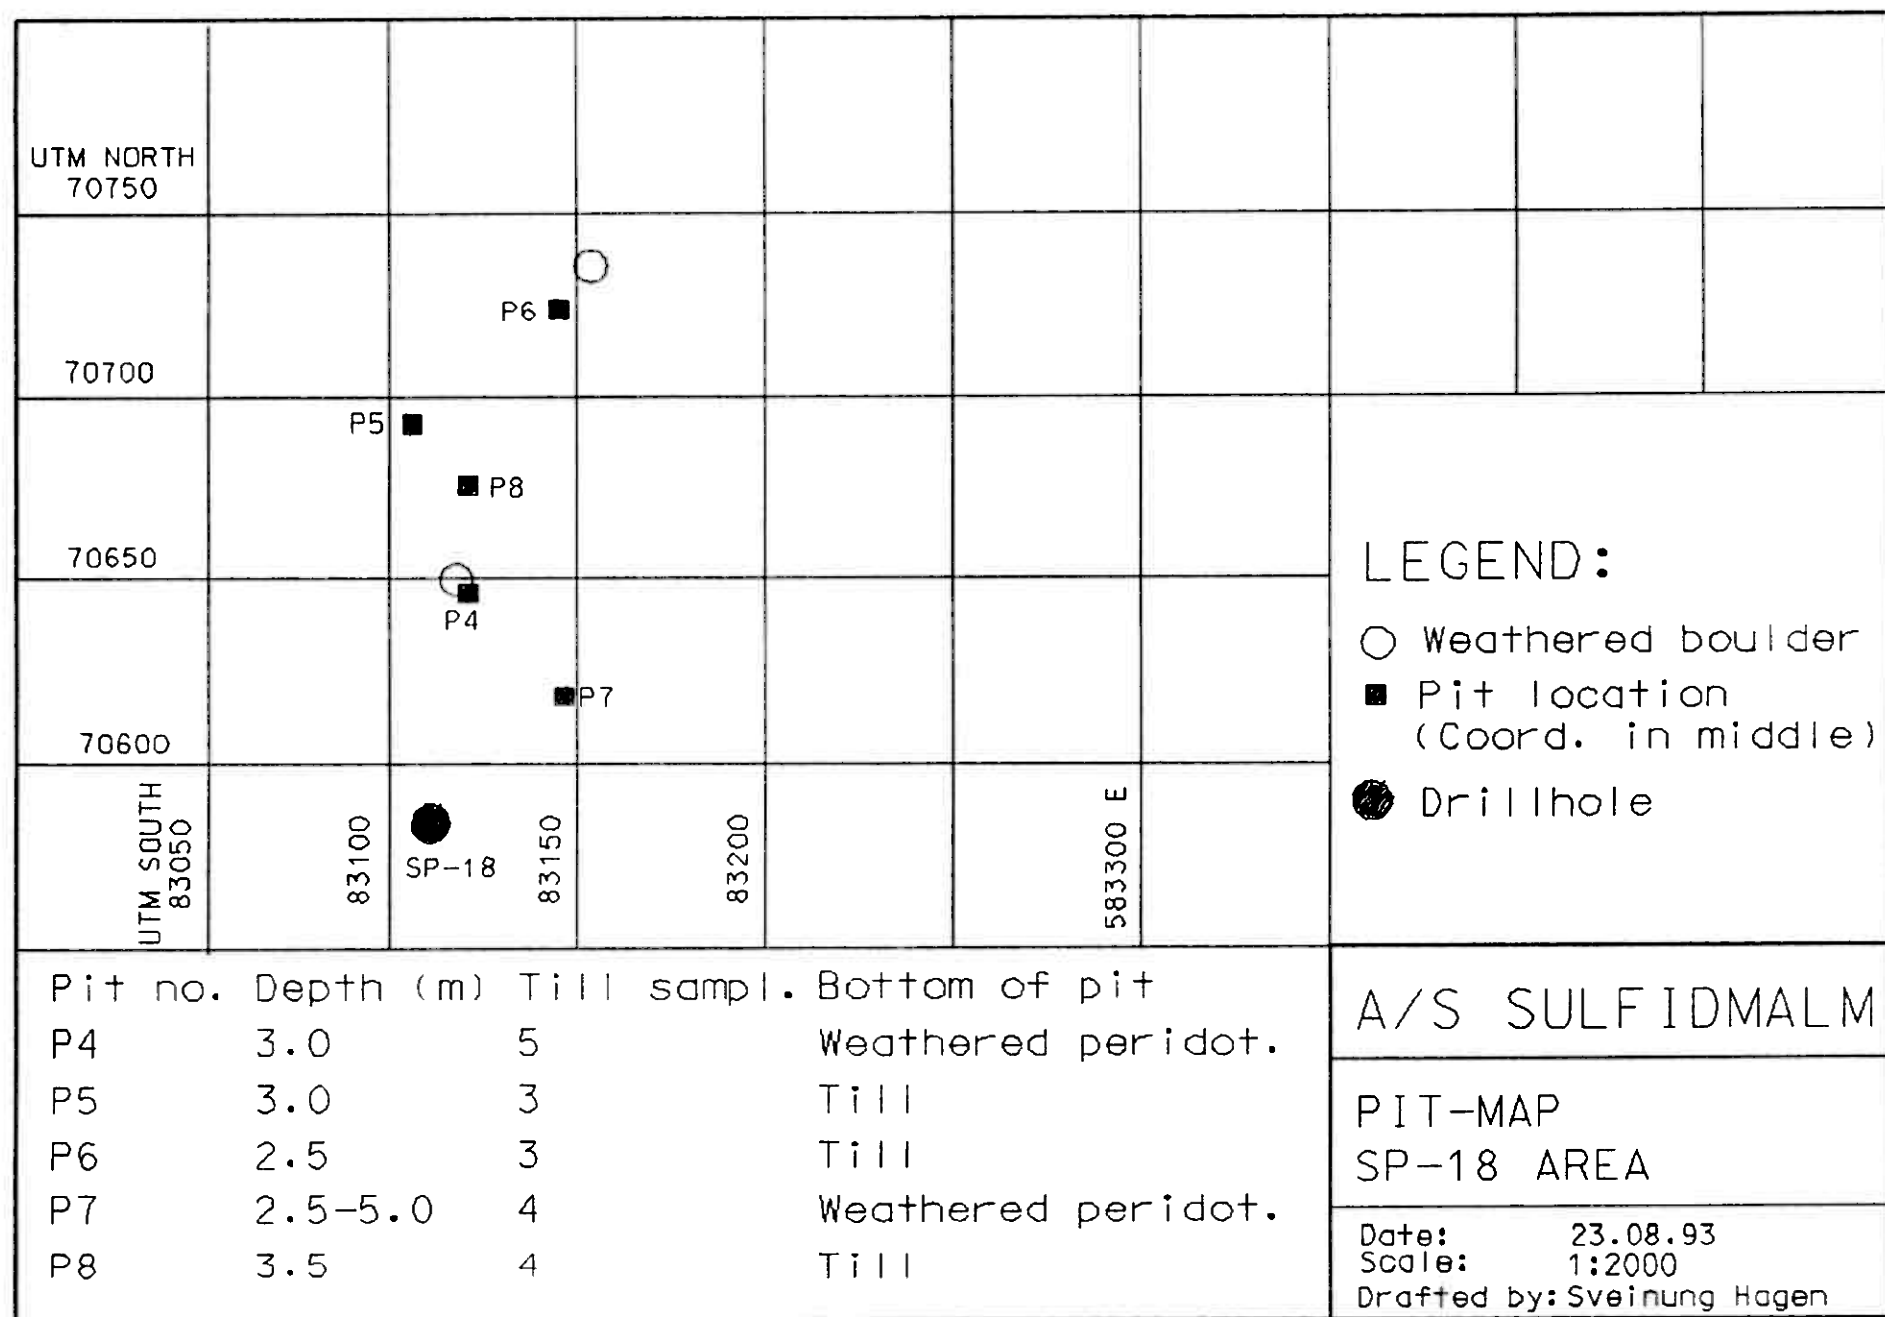 UTM NORTH
70750
P6
70700
P5
P8
70650
P4
P7
70600
UTM SOUTH
83050
83100
SP-18
83150
83200
583300 E
LEGEND:
Weathered boulder
Pit location
(Coord. in middle)
Drillhole
Pit no. Depth (m) Till sampl. Bottom of pit
P4 3.0 5 Weathered peridot.
P5 3.0 3 Till
P6 2.5 3 Till
P7 2.5-5.0 4 Weathered peridot.
P8 3.5 4 Till
A/S SULFIDMALM
PIT-MAP
SP-18 AREA
Date: 23.08.93
Scale: 1:2000
Drafted by: Sveinung Hagen